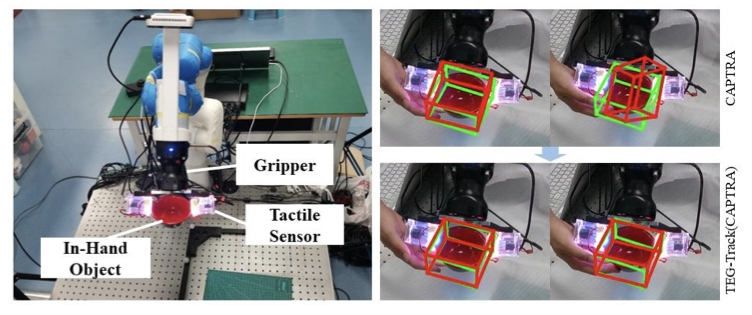 Gripper
Tactile
Sensor
In-Hand
Object
CAPTRA
TEG-Track(CAPTRA)